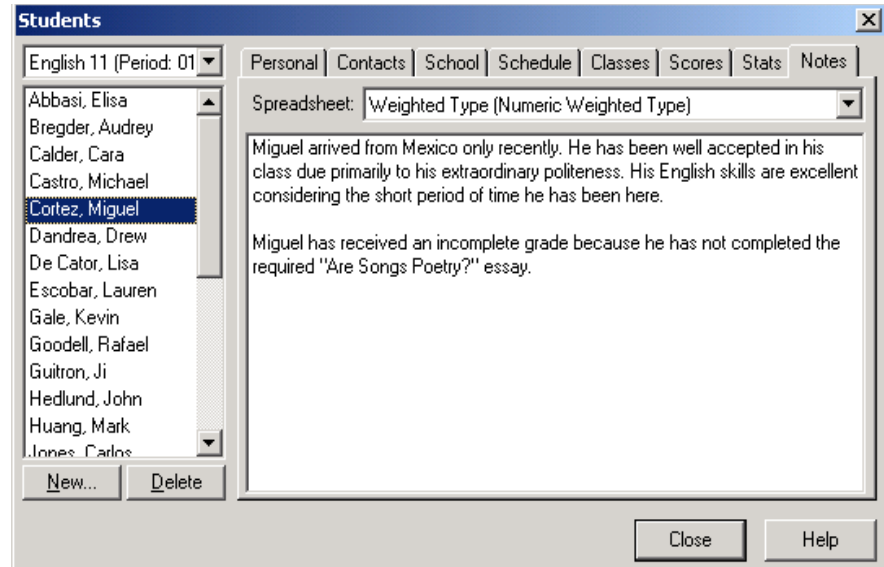 Students
English 11 (Period: 01
Personal Contacts School Schedule Classes Scores Stats Notes
Abbasi, Elisa
Bregder, Audrey
Calder, Cara
Castro, Michael
Cortez, Miguel
Dandrea, Drew
De Cator, Lisa
Escobar, Lauren
Gale, Kevin
Goodell, Rafael
Guitron, Ji
Hedlund, John
Huang, Mark
Jones, Carlos
New... Delete
Spreadsheet: Weighted Type (Numeric Weighted Type)
Miguel arrived from Mexico only recently. He has been well accepted in his
class due primarily to his extraordinary politeness. His English skills are excellent
considering the short period of time he has been here.
Miguel has received an incomplete grade because he has not completed the
required "Are Songs Poetry?" essay.
Close Help